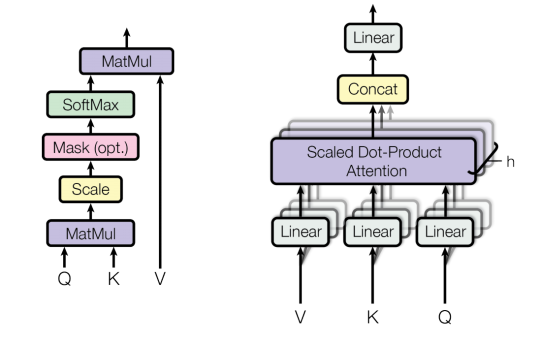 MatMul
SoftMax
Mask (opt.)
Scale
MatMul
Q K V
Linear
Concat
Scaled Dot-Product
Attention
h
Linear Linear Linear
V K Q